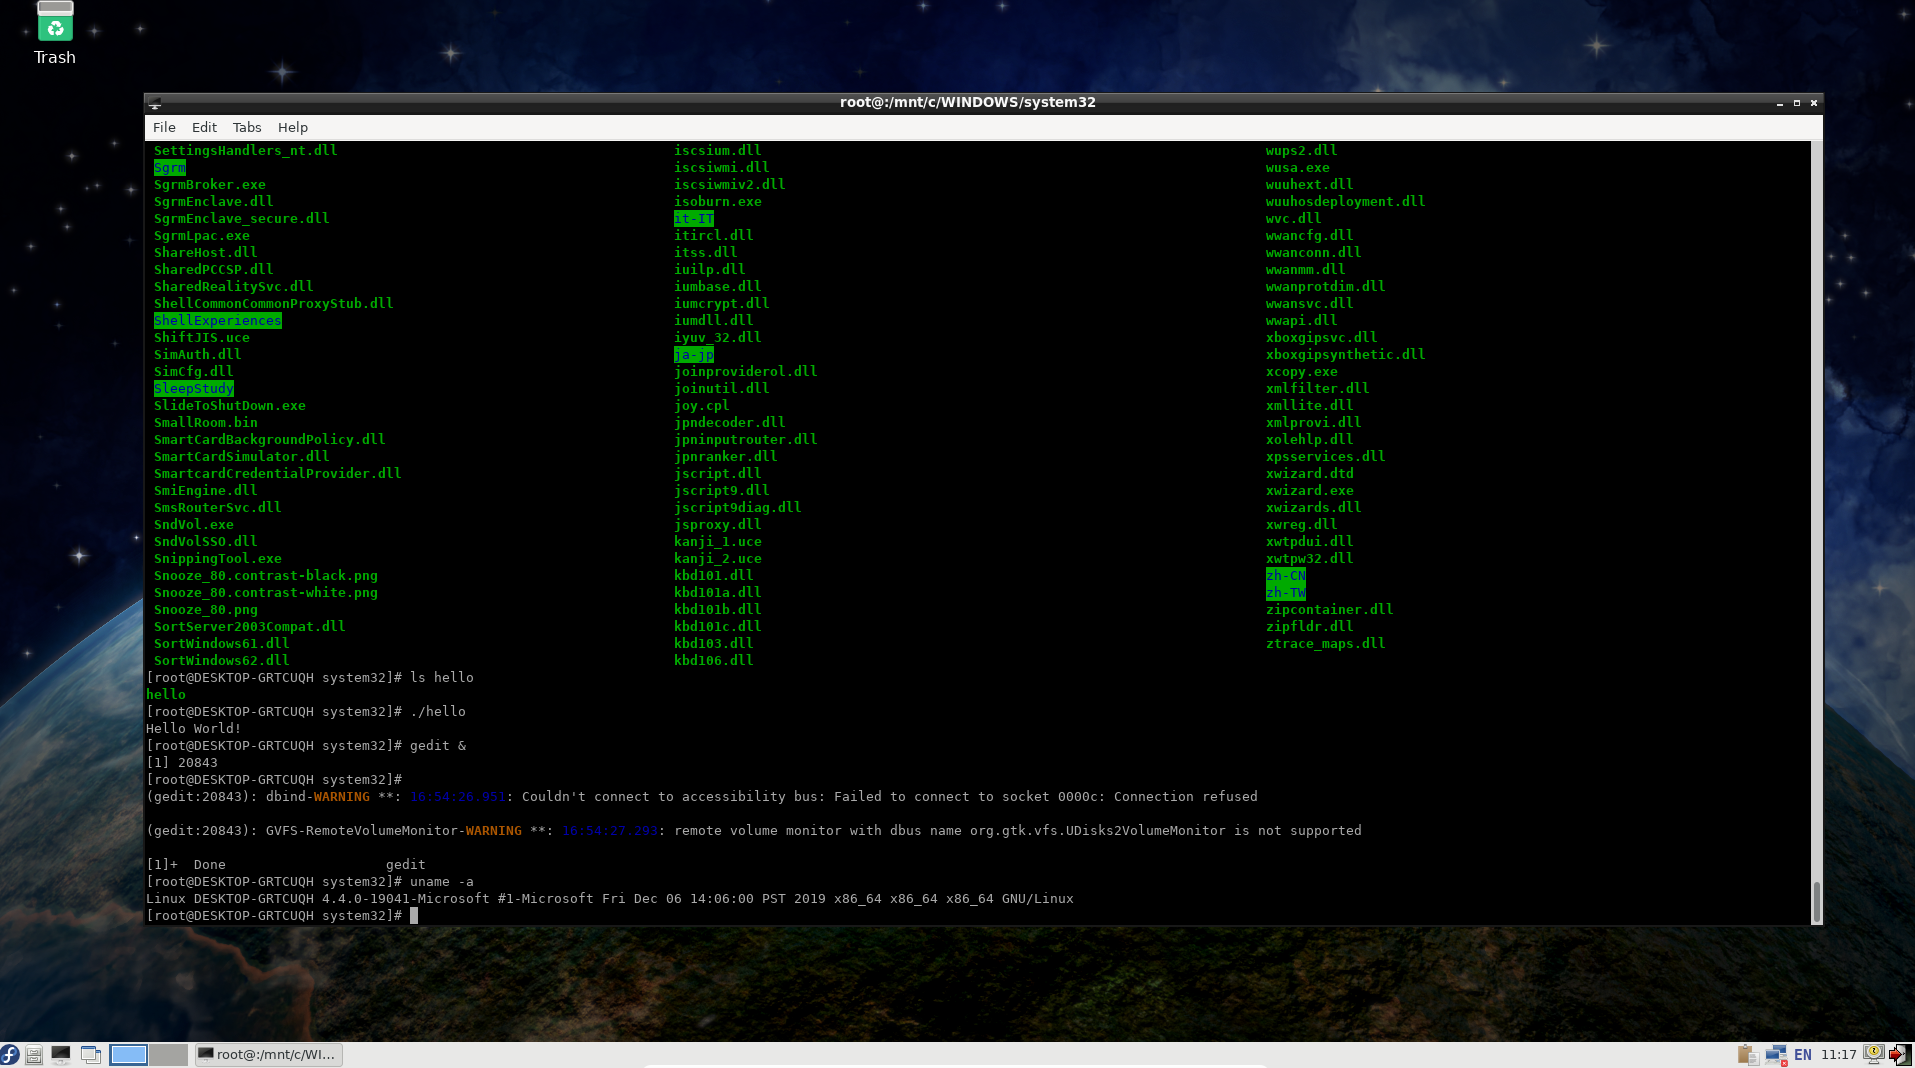 Trash
root@:/mnt/c/WINDOWS/system32
File Edit Tabs Help
SettingsHandlers_nt.dll iscsium.dll wups2.dll
Sgrm iscsiwmi.dll wusa.exe
SgrmBroker.exe iscsiwmiv2.dll wuuhext.dll
SgrmEnclave.dll isoburn.exe wuuhosdeployment.dll
SgrmEnclave_secure.dll it-IT wvc.dll
SgrmLpac.exe itircl.dll wwancfg.dll
ShareHost.dll itss.dll wwanconn.dll
SharedPCCSP.dll iuilp.dll wwanmm.dll
SharedRealitySvc.dll iumbase.dll wwanprotdim.dll
ShellCommonCommonProxyStub.dll iumcrypt.dll wwansvc.dll
ShellExperiences iumdll.dll wwapi.dll
ShiftJIS.uce iyuv_32.dll xboxgipsvc.dll
SimAuth.dll ja-jp xboxgipsynthetic.dll
SimCfg.dll joinproviderol.dll xcopy.exe
SleepStudy joinutil.dll xmlfilter.dll
SlideToShutDown.exe joy.cpl xmllite.dll
SmallRoom.bin jpndecoder.dll xmlprovi.dll
SmartCardBackgroundPolicy.dll jpninputrouter.dll xolehlp.dll
SmartCardSimulator.dll jpnranker.dll xpsservices.dll
SmartcardCredentialProvider.dll jscript.dll xwizard.dtd
SmiEngine.dll jscript9.dll xwizard.exe
SmsRouterSvc.dll jscript9diag.dll xwizards.dll
SndVol.exe jsproxy.dll xwreg.dll
SndVolSSO.dll kanji_1.uce xwtpdui.dll
SnippingTool.exe kanji_2.uce xwtpw32.dll
Snooze_80.contrast-black.png kbd101.dll zh-CN
Snooze_80.contrast-white.png kbd101a.dll zh-TW
Snooze_80.png kbd101b.dll zipcontainer.dll
SortServer2003Compat.dll kbd101c.dll zipfldr.dll
SortWindows61.dll kbd103.dll ztrace_maps.dll
SortWindows62.dll kbd106.dll
[root@DESKTOP-GRTCUQH system32]# ls hello
hello
[root@DESKTOP-GRTCUQH system32]# ./hello
Hello World!
[root@DESKTOP-GRTCUQH system32]# gedit &
[1] 20843
[root@DESKTOP-GRTCUQH system32]#
(gedit:20843): dbind-WARNING **: 16:54:26.951: Couldn't connect to accessibility bus: Failed to connect to socket 0000c: Connection refused
(gedit:20843): GVFS-RemoteVolumeMonitor-WARNING **: 16:54:27.293: remote volume monitor with dbus name org.gtk.vfs.UDisks2VolumeMonitor is not supported
[1]+ Done gedit
[root@DESKTOP-GRTCUQH system32]# uname -a
Linux DESKTOP-GRTCUQH 4.4.0-19041-Microsoft #1-Microsoft Fri Dec 06 14:06:00 PST 2019 x86_64 x86_64 x86_64 GNU/Linux
[root@DESKTOP-GRTCUQH system32]#
root@:/mnt/c/WI... EN 11:17